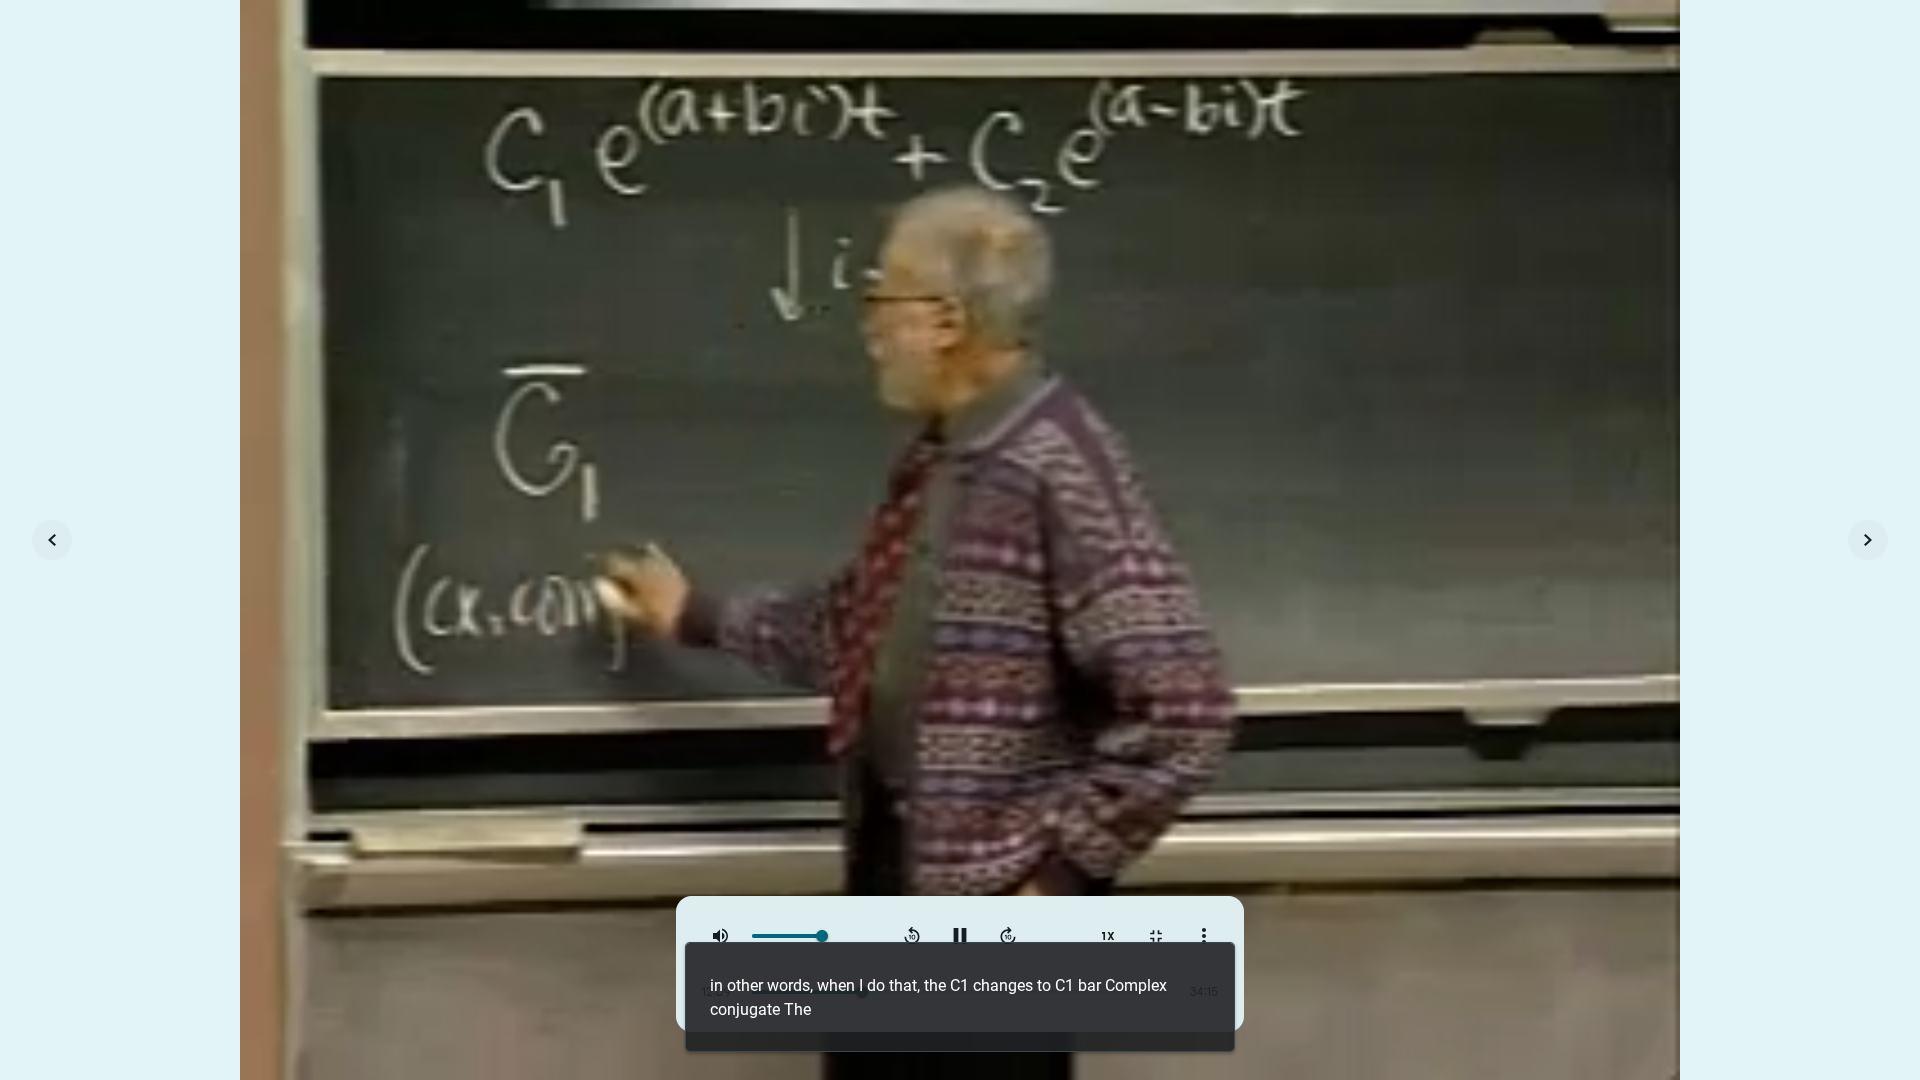 C₁ e^(a+bi)t + C₂ e^(a-bi)t
↓ i-
C̄₁
(cx. con
1X
34:15
in other words, when I do that, the C1 changes to C1 bar Complex
conjugate The